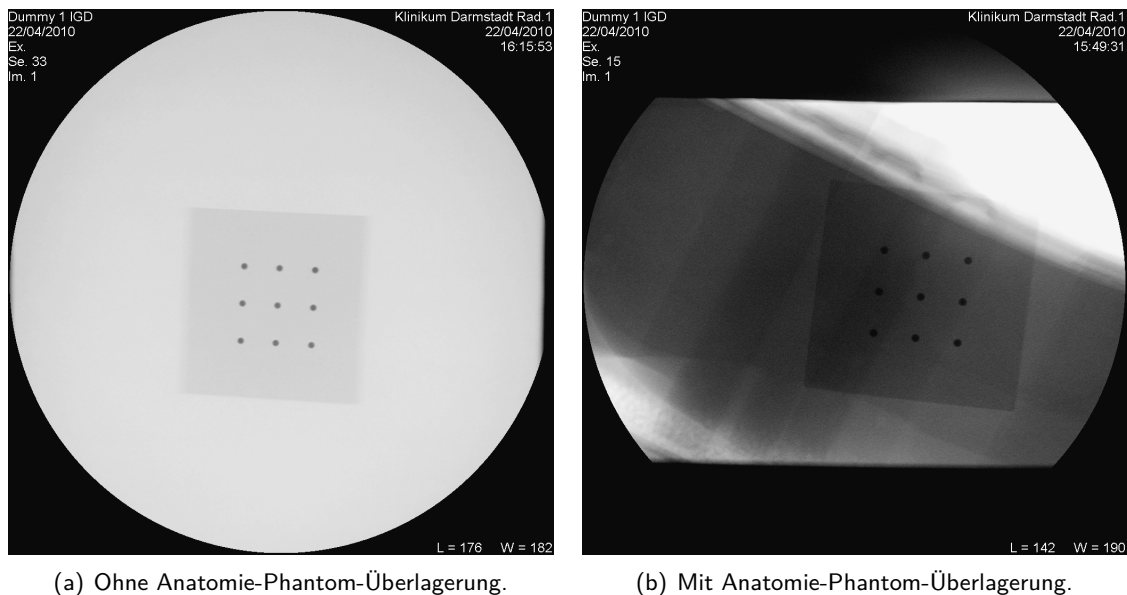 Dummy 1 IGD
22/04/2010
Ex.
Se. 33
Im. 1
Klinikum Darmstadt Rad.1
22/04/2010
16:15:53
L = 176 W = 182
(a) Ohne Anatomie-Phantom-Überlagerung.
Dummy 1 IGD
22/04/2010
Ex.
Se. 15
Im. 1
Klinikum Darmstadt Rad.1
22/04/2010
15:49:31
L = 142 W = 190
(b) Mit Anatomie-Phantom-Überlagerung.